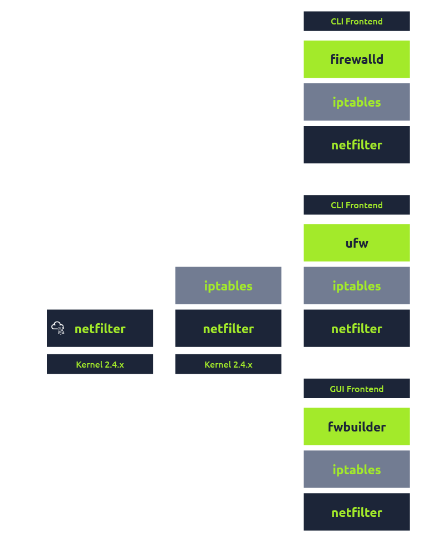 CLI Frontend
firewalld
iptables
netfilter
CLI Frontend
ufw
iptables
iptables
netfilter
netfilter
netfilter
Kernel 2.4.x
Kernel 2.4.x
GUI Frontend
fwbuilder
iptables
netfilter